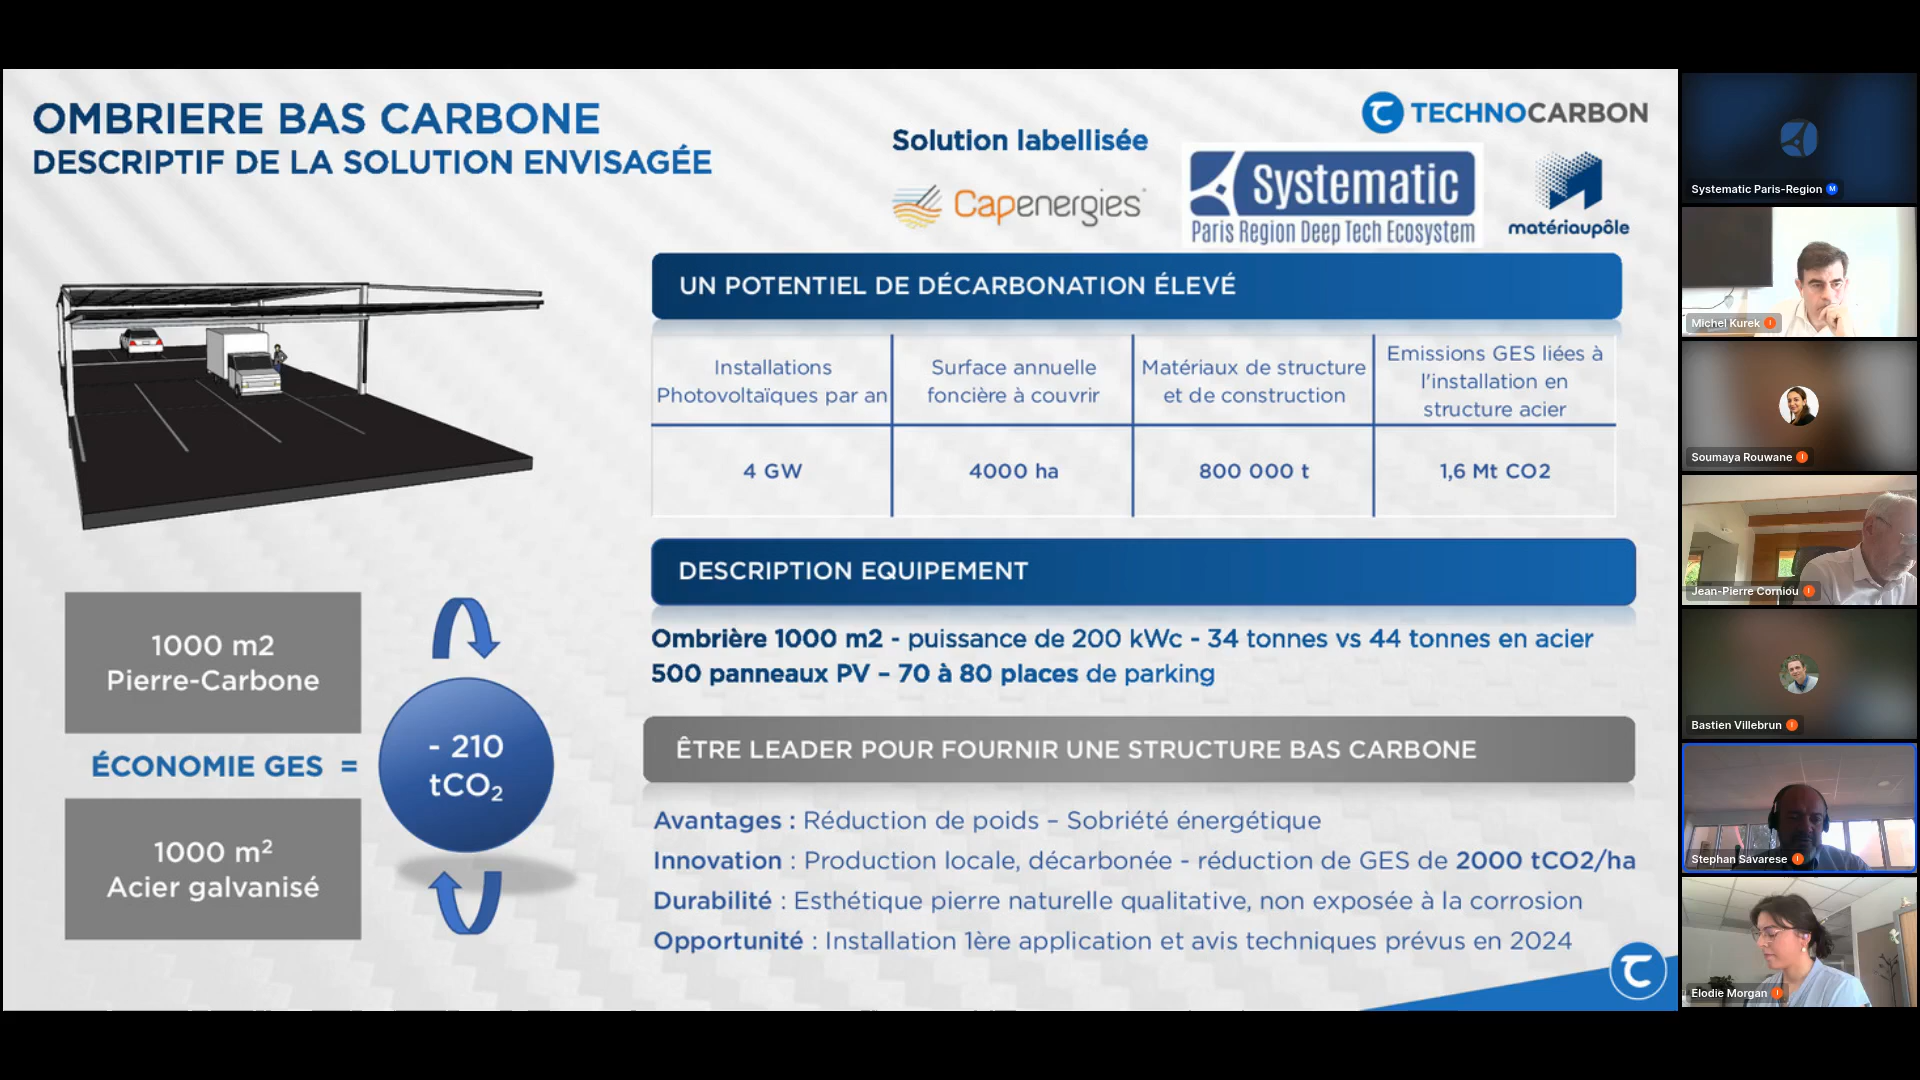 OMBRIERE BAS CARBONE
DESCRIPTIF DE LA SOLUTION ENVISAGÉE
Solution labellisée
TECHNOCARBON
Capenergies
Systematic
Paris Region Deep Tech Ecosystem
matériaupôle
UN POTENTIEL DE DÉCARBONATION ÉLEVÉ
Installations
Photovoltaïques par an
Surface annuelle
foncière à couvrir
Matériaux de structure
et de construction
Emissions GES liées à
l'installation en
structure acier
4 GW
4000 ha
800 000 t
1,6 Mt CO2
DESCRIPTION EQUIPEMENT
Ombrière 1000 m2 - puissance de 200 kWc - 34 tonnes vs 44 tonnes en acier
500 panneaux PV – 70 à 80 places de parking
1000 m2
Pierre-Carbone
ÉCONOMIE GES =
- 210
tCO₂
1000 m²
Acier galvanisé
ÊTRE LEADER POUR FOURNIR UNE STRUCTURE BAS CARBONE
Avantages : Réduction de poids – Sobriété énergétique
Innovation : Production locale, décarbonée - réduction de GES de 2000 tCO2/ha
Durabilité : Esthétique pierre naturelle qualitative, non exposée à la corrosion
Opportunité : Installation 1ère application et avis techniques prévus en 2024
Systematic Paris-Region M
Michel Kurek
Soumaya Rouwane
Jean-Pierre Corniou
Bastien Villebrun
Stephan Savarese
Elodie Morgan